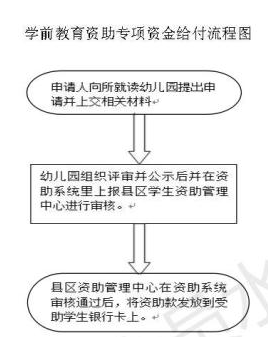 学前教育资助专项资金给付流程图
申请人向所就读幼儿园提出申
请并上交相关材料
幼儿园组织评审并公示后并在资
助系统里上报县区学生资助管理
中心进行审核。
县区资助管理中心在资助系统
审核通过后，将资助款发放到受
助学生银行卡上。